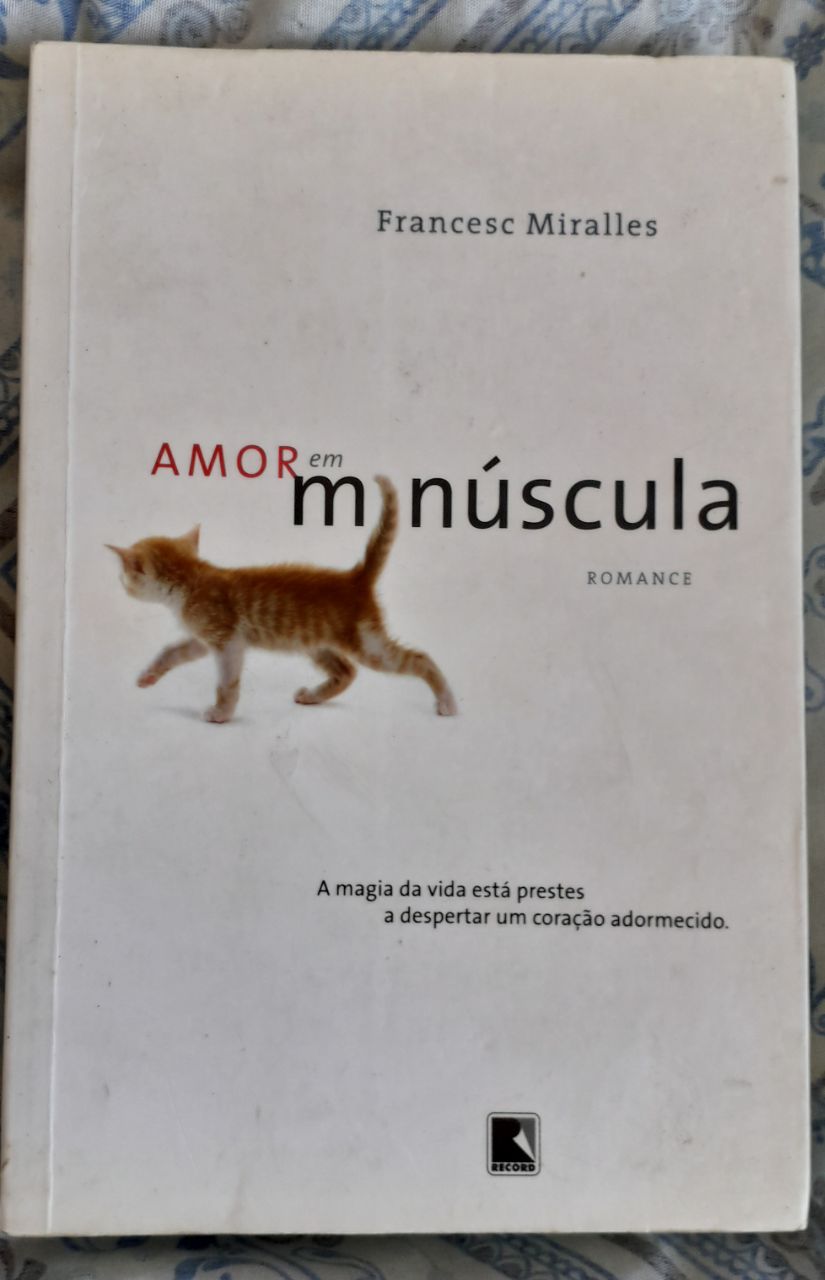 Francesc Miralles
AMOR em
m núscula
ROMANCE
A magia da vida está prestes
a despertar um coração adormecido.
R
RECORD